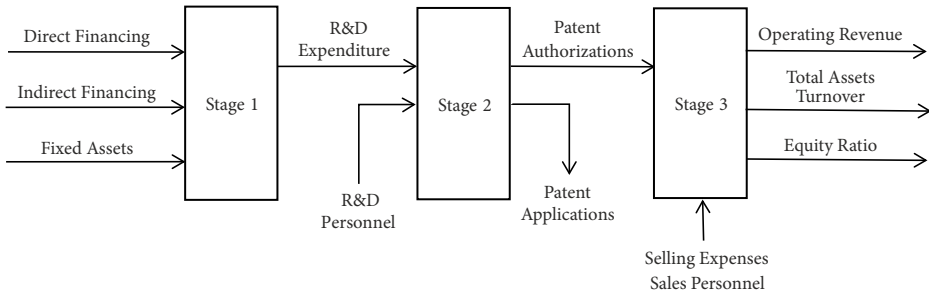 Direct Financing
Indirect Financing
Fixed Assets
Stage 1
R&D
Expenditure
R&D
Personnel
Stage 2
Patent
Authorizations
Patent
Applications
Stage 3
Selling Expenses
Sales Personnel
Operating Revenue
Total Assets
Turnover
Equity Ratio